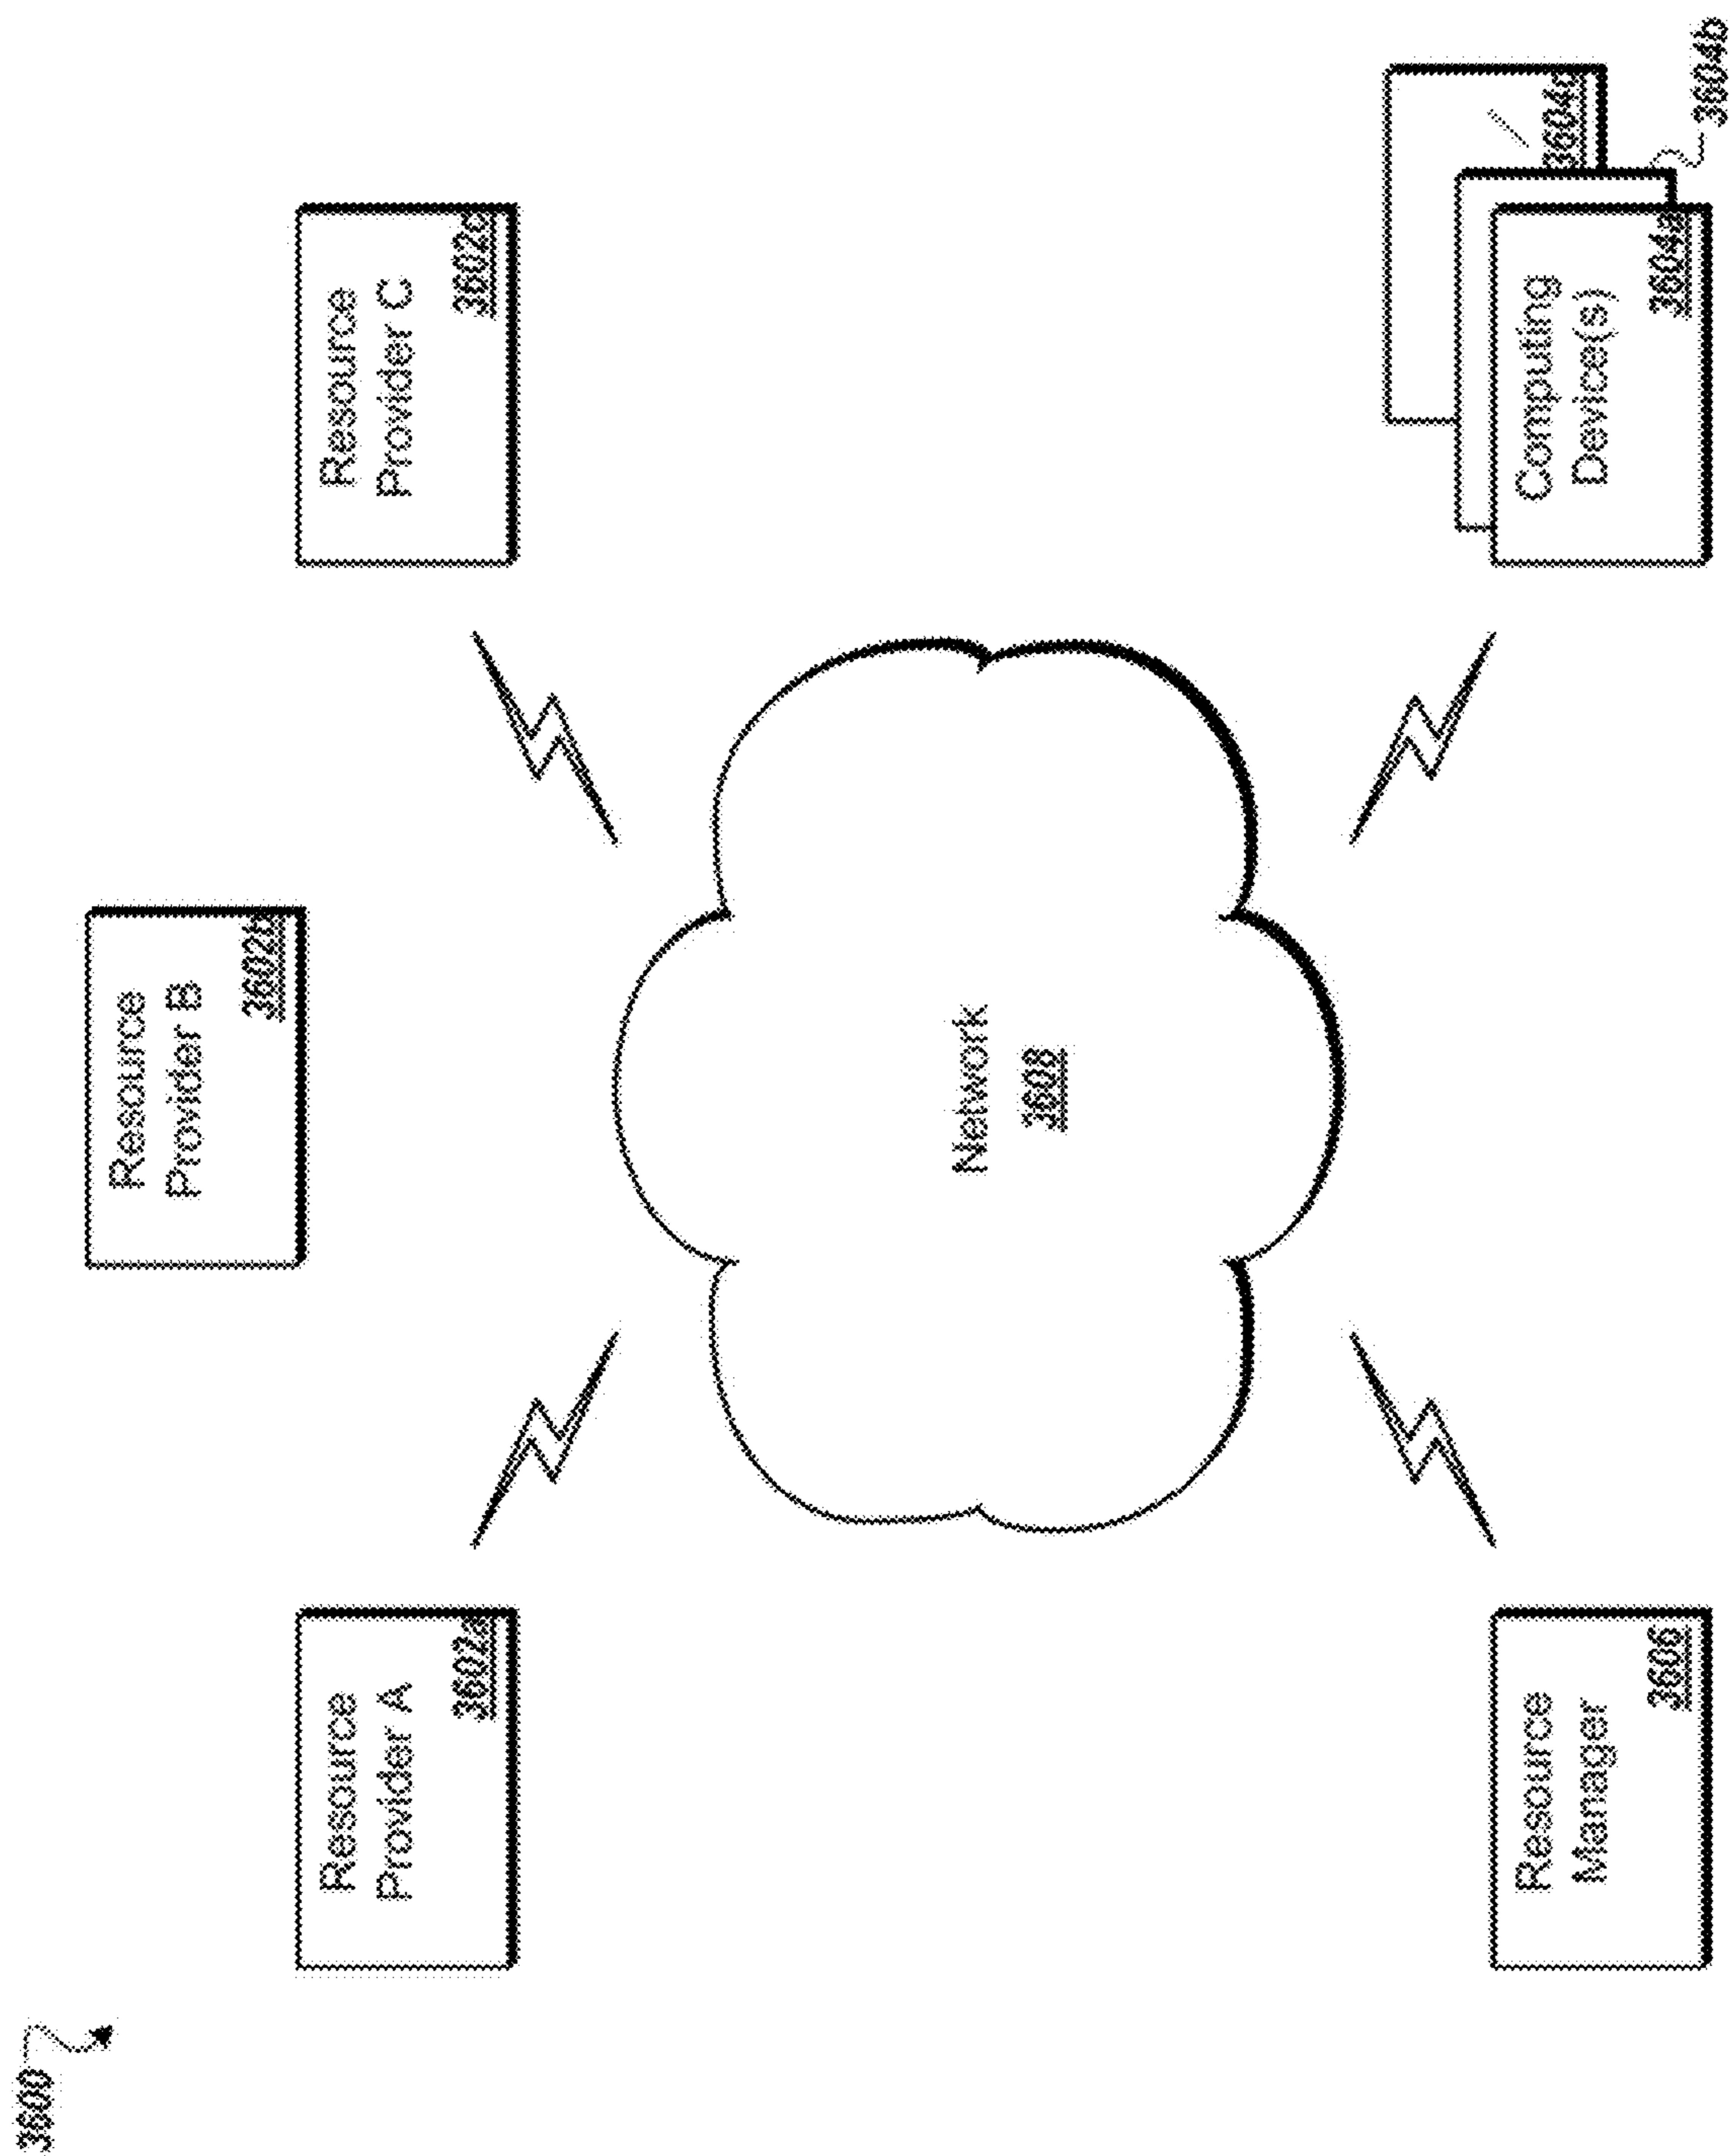 3600
Resource
Provider B
3602b
Resource
Provider A
3602a
Resource
Provider C
3602c
Network
3608
Resource
Manager
3606
Computing
Device(s)
3604a
3604c
3604b